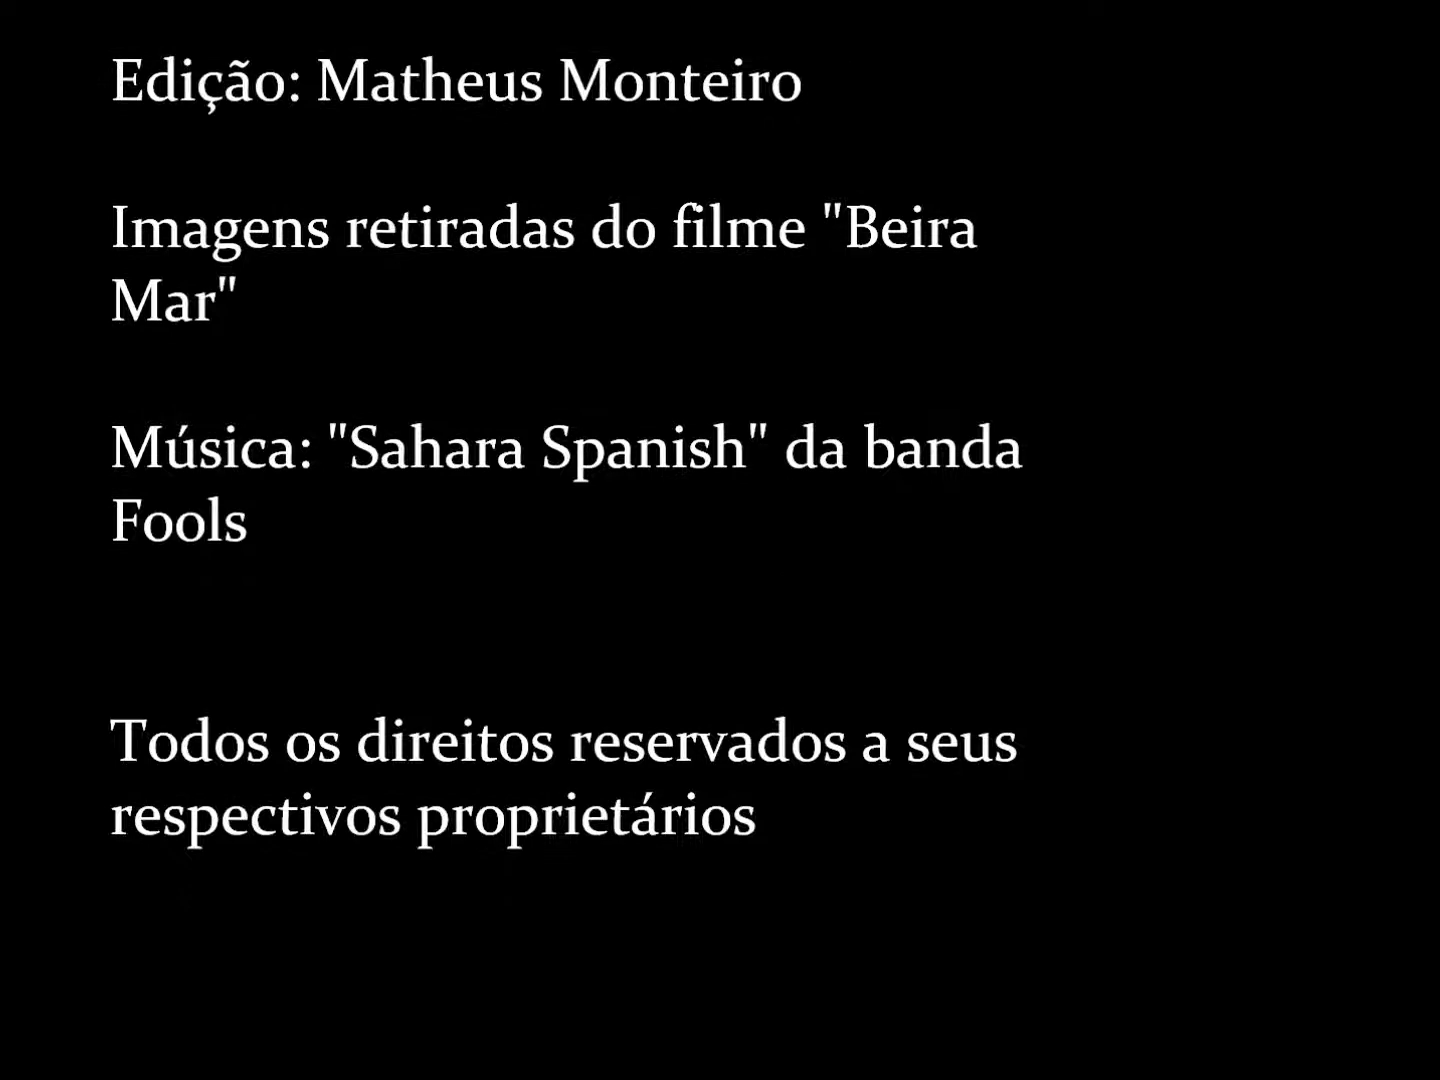 Edição: Matheus Monteiro
Imagens retiradas do filme "Beira
Mar"
Música: "Sahara Spanish" da banda
Fools
Todos os direitos reservados a seus
respectivos proprietários